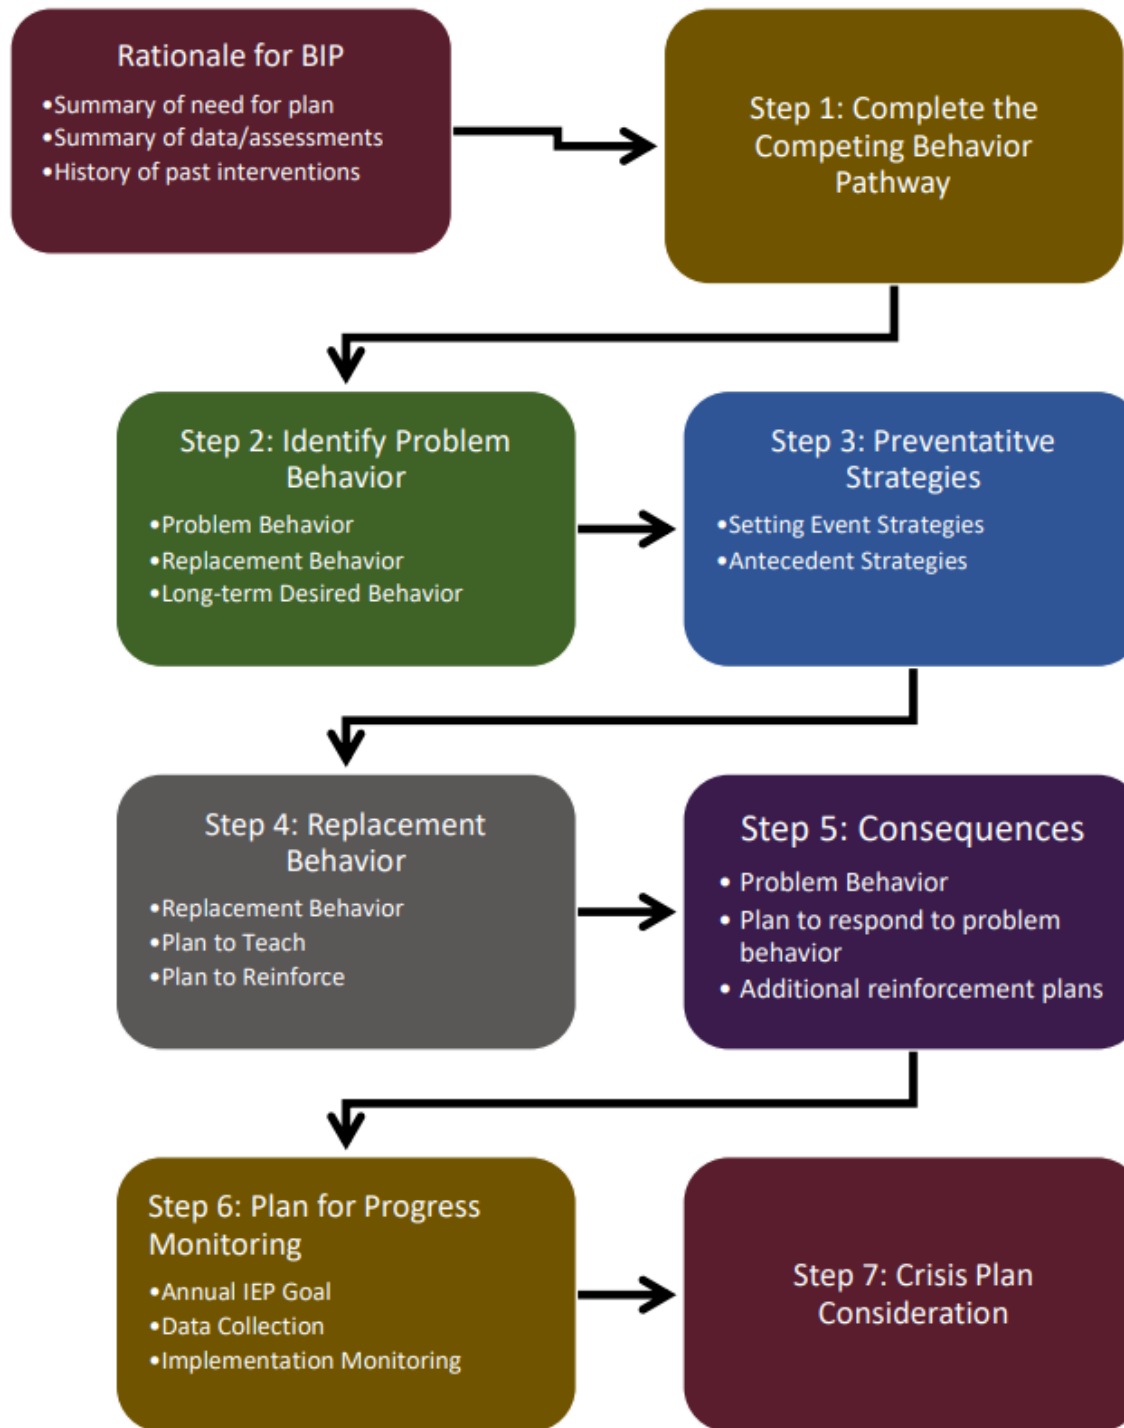 Rationale for BIP
•Summary of need for plan
•Summary of data/assessments
•History of past interventions
Step 1: Complete the
Competing Behavior
Pathway
Step 2: Identify Problem
Behavior
•Problem Behavior
•Replacement Behavior
•Long-term Desired Behavior
Step 3: Preventatitve
Strategies
•Setting Event Strategies
•Antecedent Strategies
Step 4: Replacement
Behavior
•Replacement Behavior
•Plan to Teach
•Plan to Reinforce
Step 5: Consequences
• Problem Behavior
• Plan to respond to problem
behavior
• Additional reinforcement plans
Step 6: Plan for Progress
Monitoring
•Annual IEP Goal
•Data Collection
•Implementation Monitoring
Step 7: Crisis Plan
Consideration